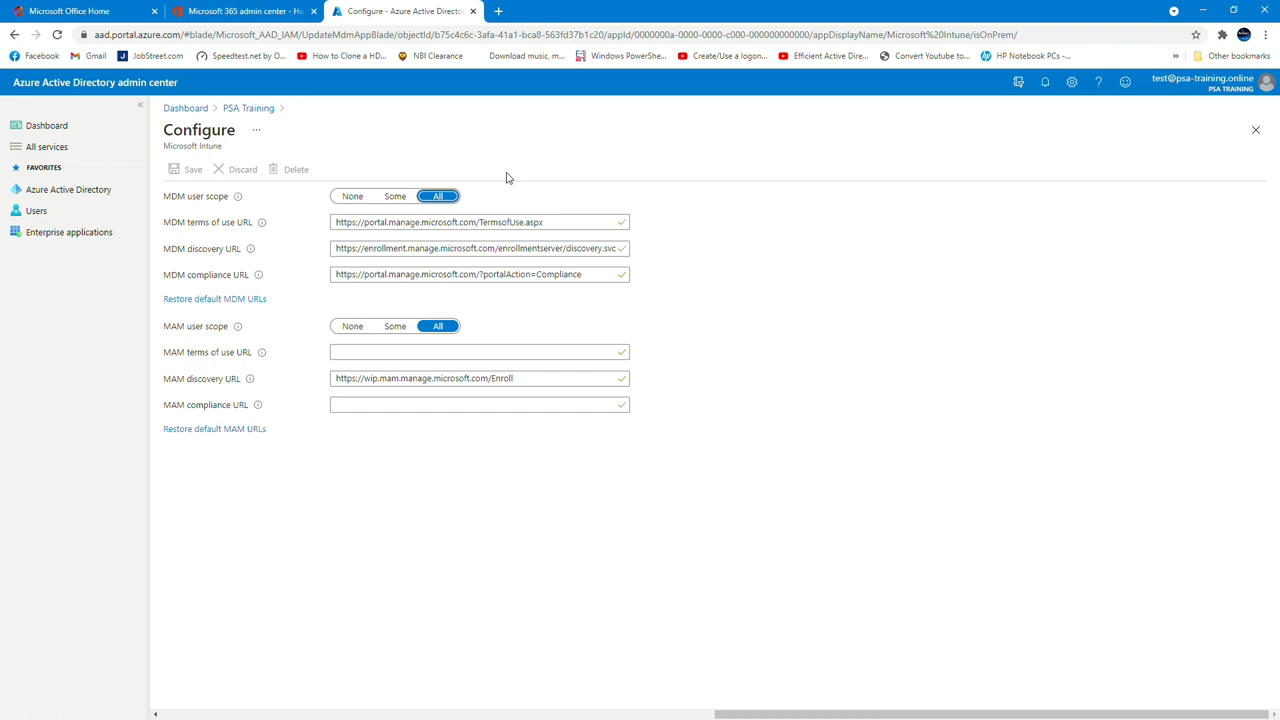 Microsoft Office Home
Microsoft 365 admin center - Ho
Configure - Azure Active Directo
aad.portal.azure.com/#blade/Microsoft_AAD_IAM/UpdateMdmAppBlade/objectId/b75c4c6c-3afa-41a1-bc36-563fd37b1c20/appId/0000000a-0000-0000-c000-000000000000/appDisplayName/Microsoft%20Intune/isOnPrem/
Facebook
Gmail
JobStreet.com
Speedtest.net by O...
How to Clone a HD...
NBI Clearance
Download music, m...
Windows PowerShe...
Create/Use a logon...
Efficient Active Dire...
Convert Youtube to...
HP Notebook PCs -...
»
Other bookmarks
Azure Active Directory admin center
test@psa-training.online
PSA TRAINING
Dashboard
All services
FAVORITES
Azure Active Directory
Users
Enterprise applications
Dashboard > PSA Training >
Configure ...
Microsoft Intune
Save Discard Delete
MDM user scope None Some All
MDM terms of use URL https://portal.manage.microsoft.com/TermsofUse.aspx
MDM discovery URL https://enrollment.manage.microsoft.com/enrollmentserver/discovery.svc
MDM compliance URL https://portal.manage.microsoft.com/?portalAction=Compliance
Restore default MDM URLs
MAM user scope None Some All
MAM terms of use URL
MAM discovery URL https://wip.mam.manage.microsoft.com/Enroll
MAM compliance URL
Restore default MAM URLs